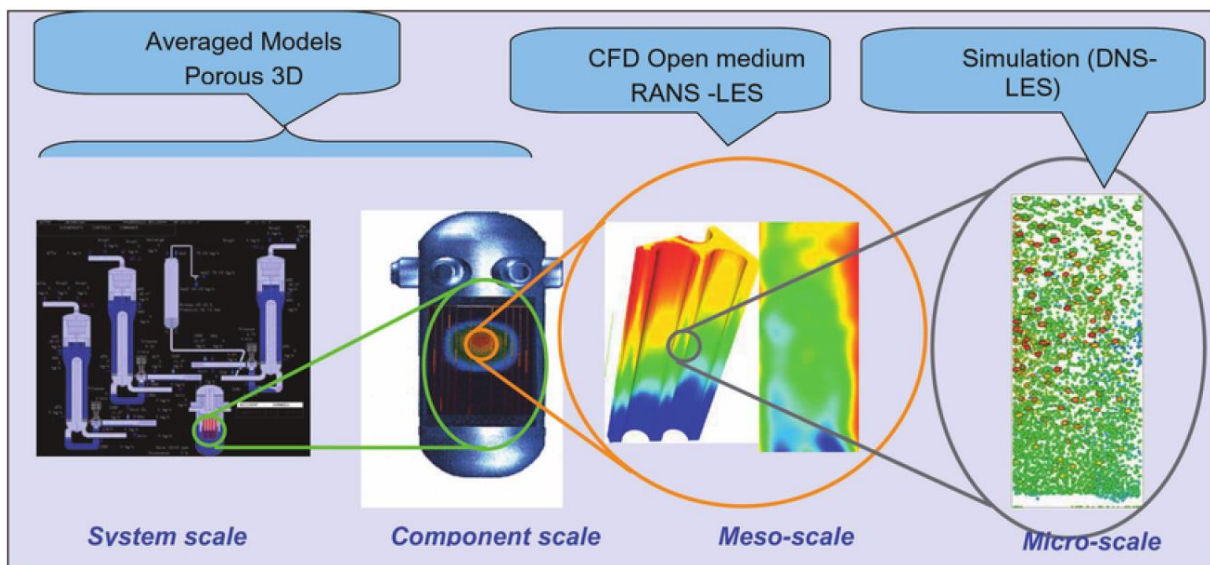 Averaged Models
Porous 3D
CFD Open medium
RANS -LES
Simulation (DNS-
LES)
System scale
Component scale
Meso-scale
Micro-scale